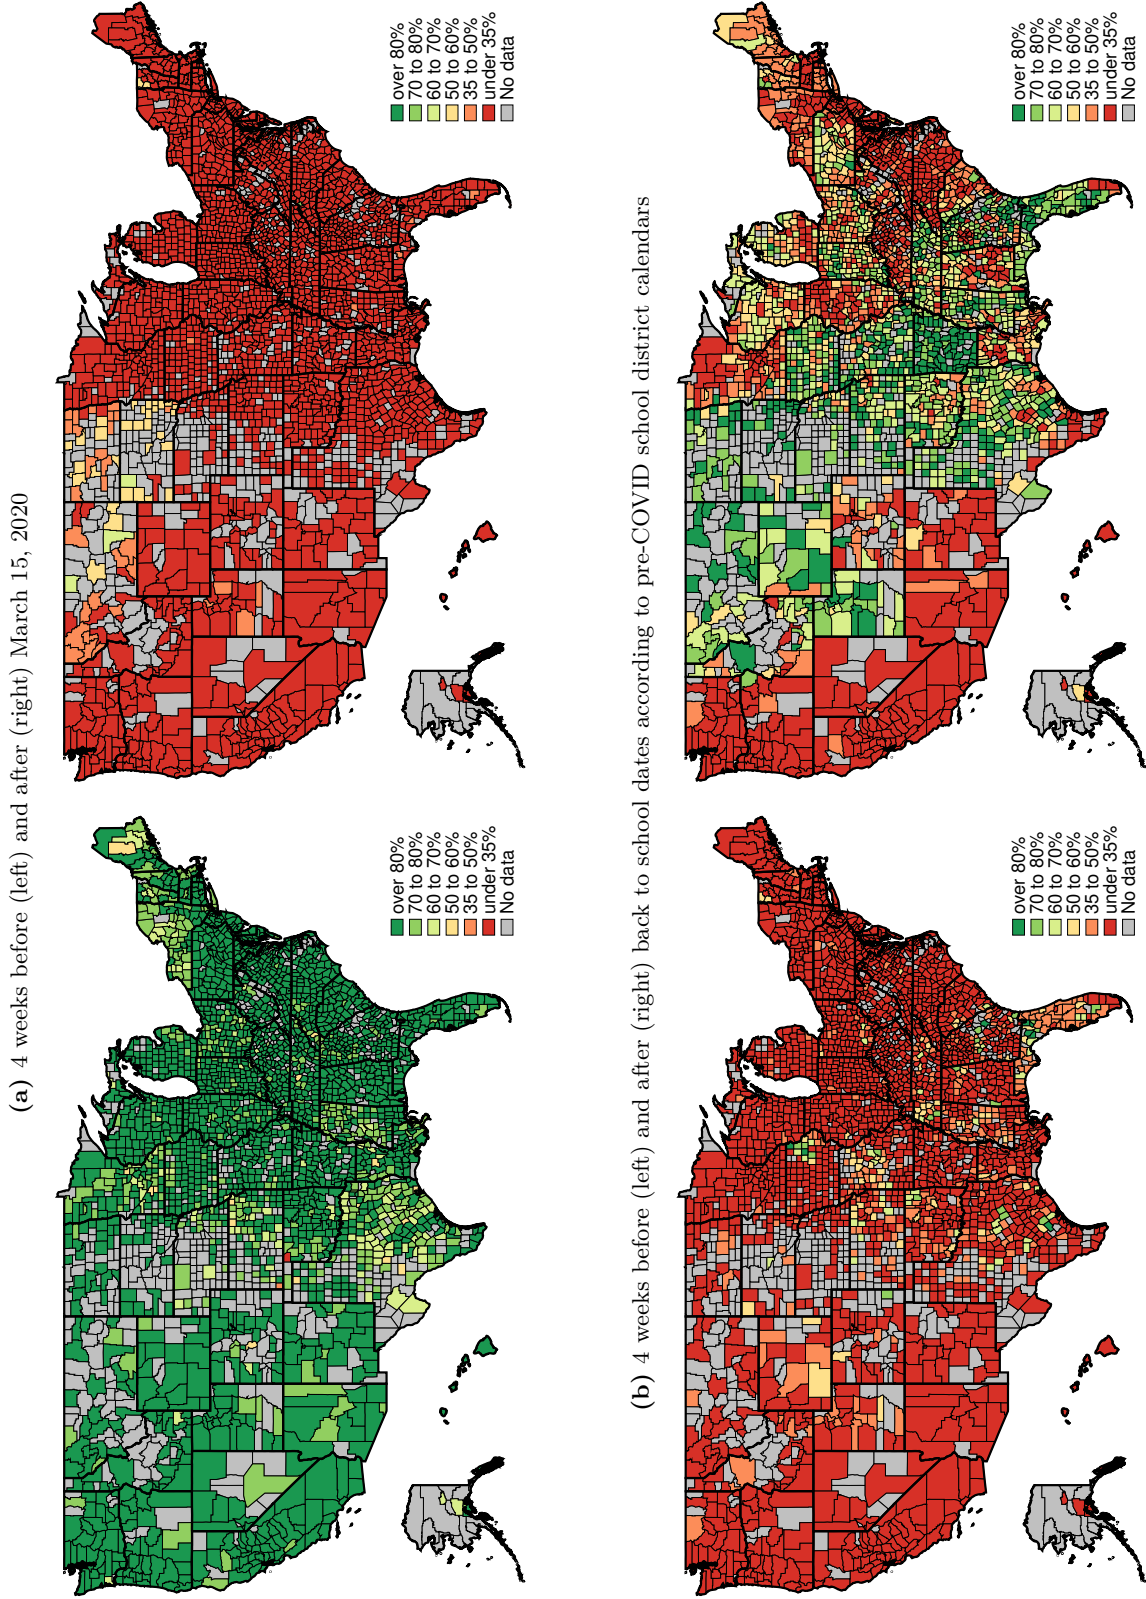 (a) 4 weeks before (left) and after (right) March 15, 2020
over 80%
70 to 80%
60 to 70%
50 to 60%
35 to 50%
under 35%
No data
over 80%
70 to 80%
60 to 70%
50 to 60%
35 to 50%
under 35%
No data
(b) 4 weeks before (left) and after (right) back to school dates according to pre-COVID school district calendars
over 80%
70 to 80%
60 to 70%
50 to 60%
35 to 50%
under 35%
No data
over 80%
70 to 80%
60 to 70%
50 to 60%
35 to 50%
under 35%
No data